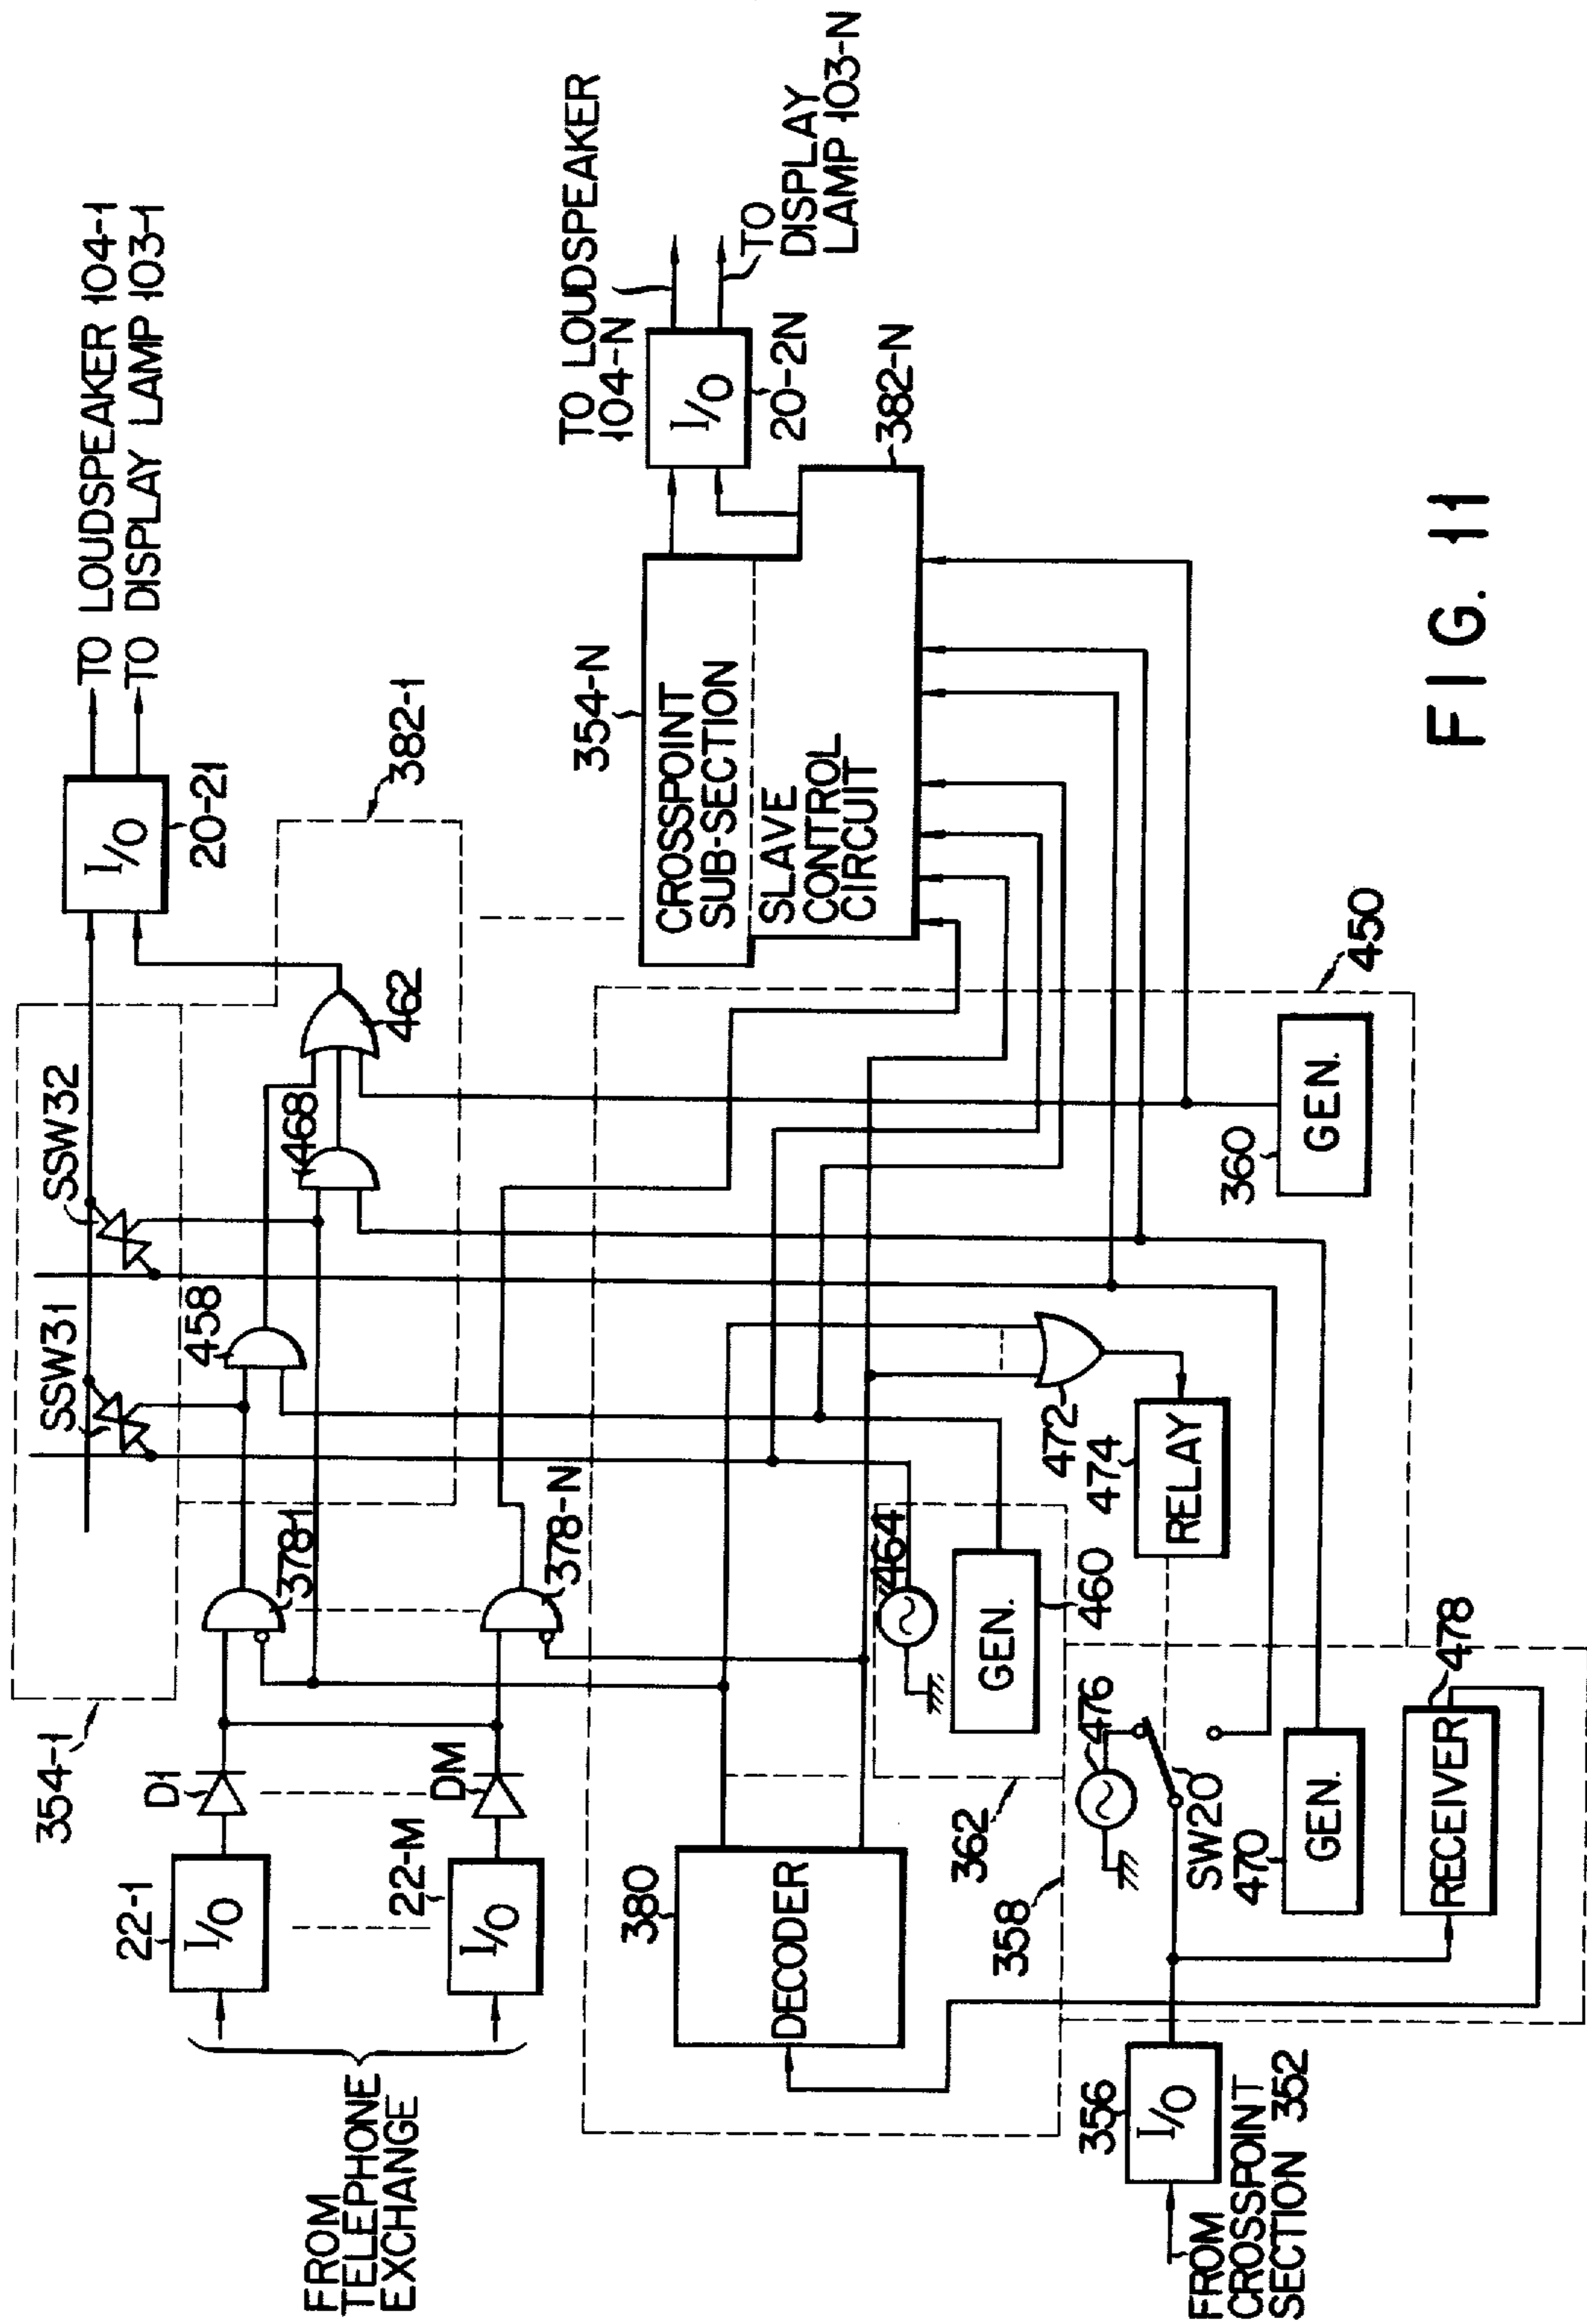 TO LOUDSPEAKER 104-1
TO DISPLAY LAMP 103-1
I/O
20-21
382-1
SSW32
SSW31
462
468
458
354-1
3781
378-N
D1
DM
22-1
I/O
22-M
I/O
FROM
TELEPHONE
EXCHANGE
TO LOUDSPEAKER
104-N
TO
DISPLAY
LAMP 103-N
I/O
20-2N
382-N
354-N
CROSSPOINT
SUB-SECTION
SLAVE
CONTROL
CIRCUIT
450
360
GEN.
472
474
RELAY
464
GEN.
460
362
380
DECODER
358
476
SW20
470
GEN.
478
RECEIVER
356
I/O
FROM
CROSSPOINT
SECTION 352
FIG. 11